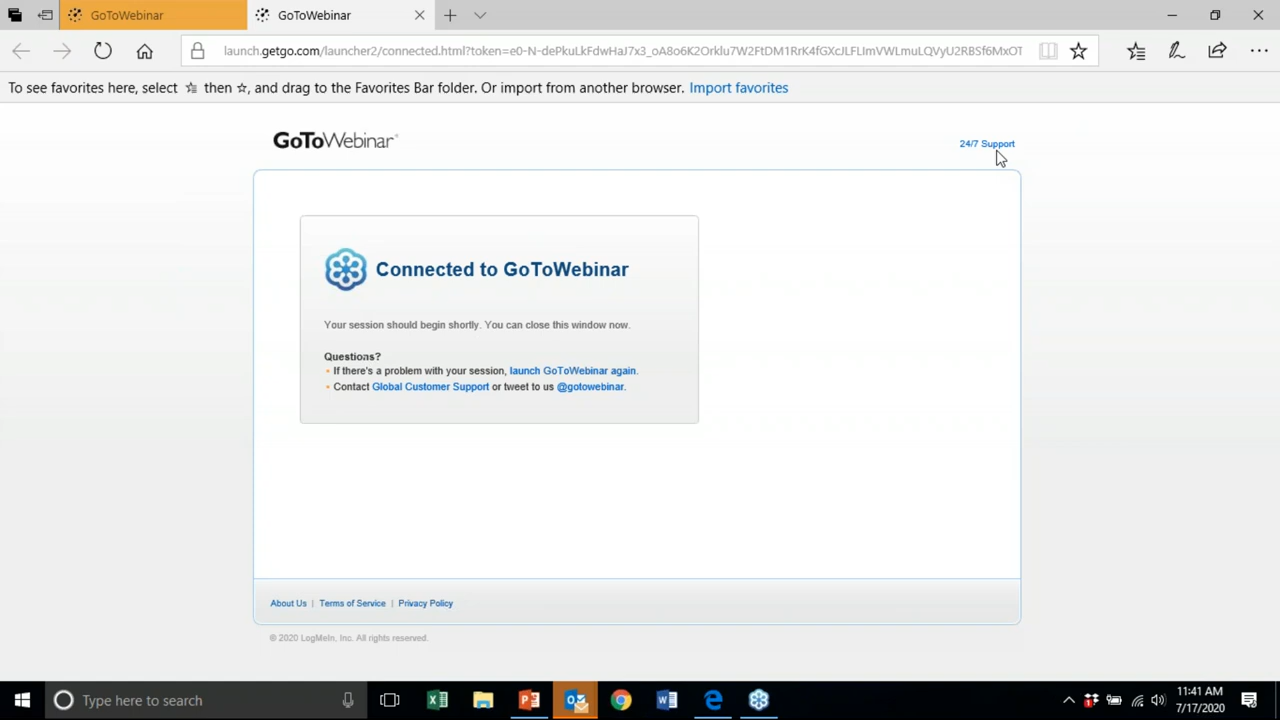 GoToWebinar
GoToWebinar
launch.getgo.com/launcher2/connected.html?token=e0-N-dePkuLkFdwHaJ7x3_oA8o6K2Orklu7W2FtDM1RrK4fGXcJLFLlmVWLmuLQVyU2RBSf6MxOT
To see favorites here, select then ☆, and drag to the Favorites Bar folder. Or import from another browser. Import favorites
GoToWebinar
24/7 Support
Connected to GoToWebinar
Your session should begin shortly. You can close this window now.
Questions?
• If there's a problem with your session, launch GoToWebinar again.
• Contact Global Customer Support or tweet to us @gotowebinar.
About Us | Terms of Service | Privacy Policy
© 2020 LogMeIn, Inc. All rights reserved.
Type here to search
11:41 AM
7/17/2020